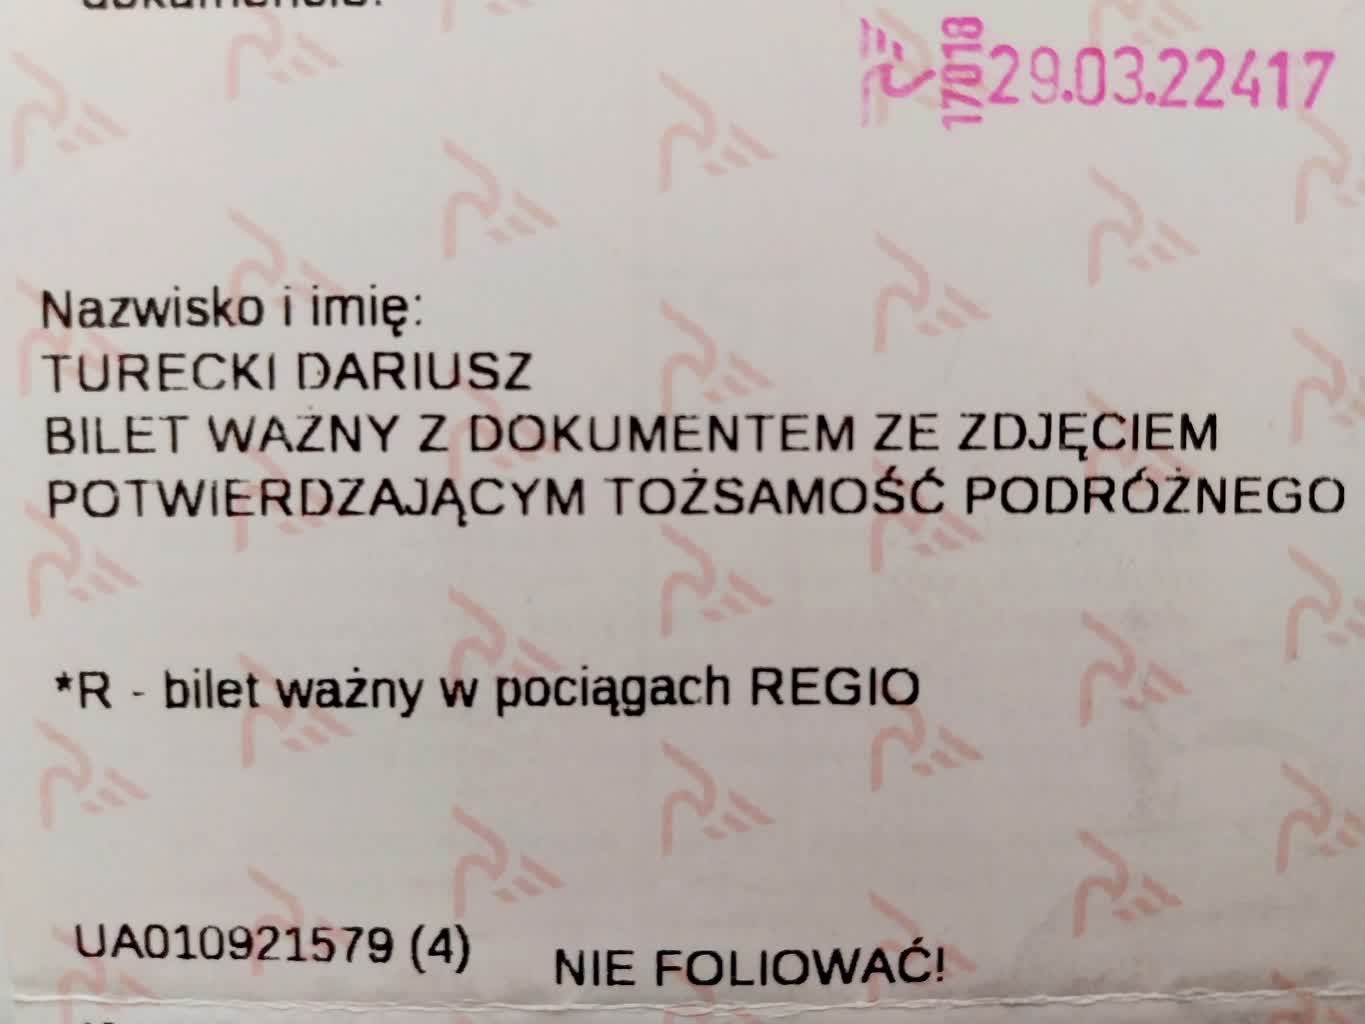 dokumencie.
17018
29.03.22417
Nazwisko i imię:
TURECKI DARIUSZ
BILET WAŻNY Z DOKUMENTEM ZE ZDJĘCIEM
POTWIERDZAJĄCYM TOŻSAMOŚĆ PODRÓŻNEGO
*R - bilet ważny w pociągach REGIO
UA010921579 (4)
NIE FOLIOWAĆ!